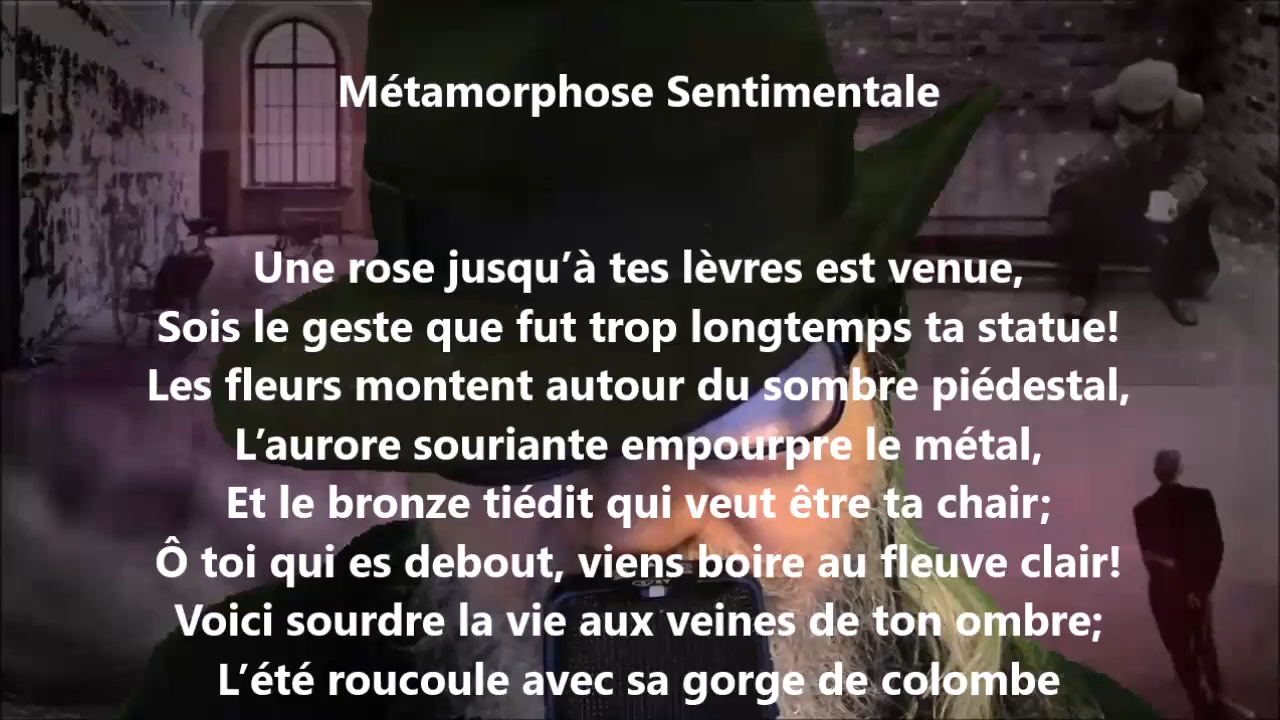 Métamorphose Sentimentale
Une rose jusqu’à tes lèvres est venue,
Sois le geste que fut trop longtemps ta statue!
Les fleurs montent autour du sombre piédestal,
L’aurore souriante empourpre le métal,
Et le bronze tiédit qui veut être ta chair;
Ô toi qui es debout, viens boire au fleuve clair!
Voici sourdre la vie aux veines de ton ombre;
L’été roucoule avec sa gorge de colombe